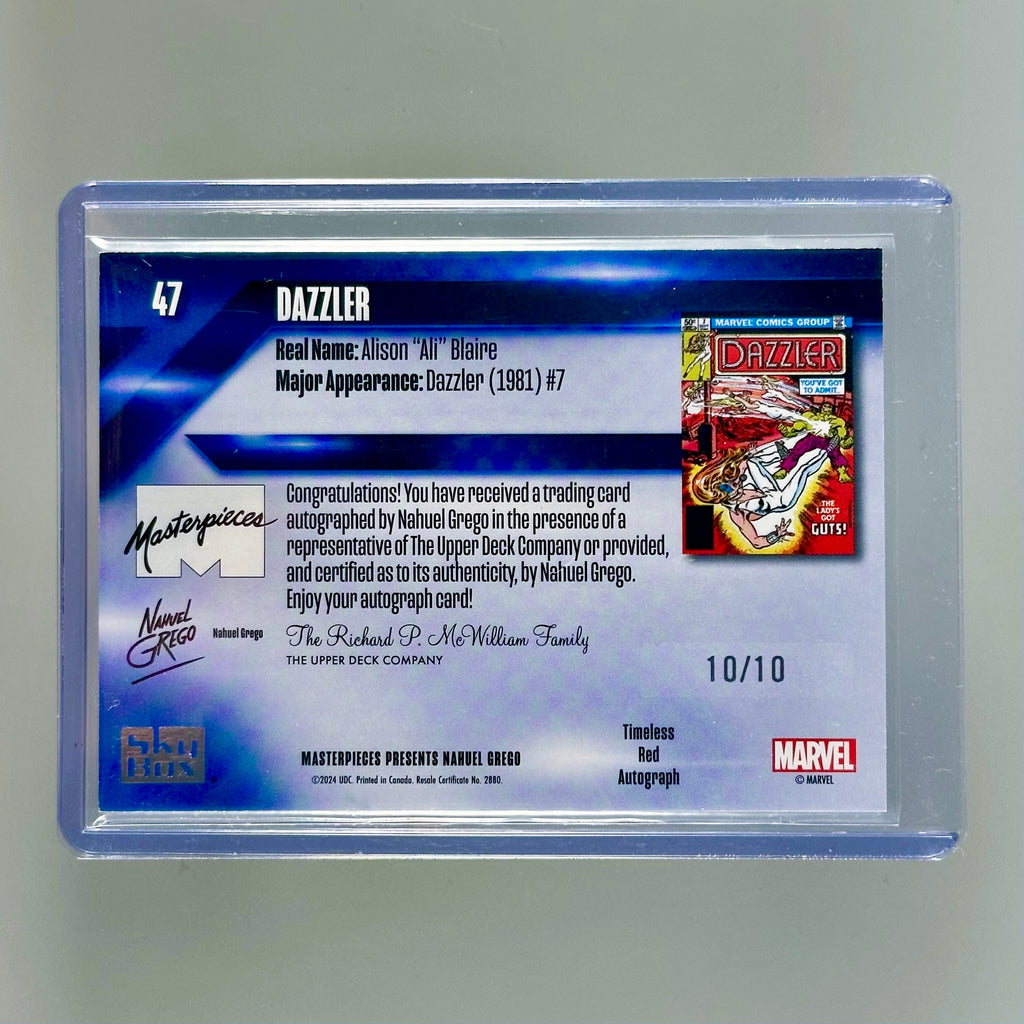 47
DAZZLER
Real Name: Alison “Ali” Blaire
Major Appearance: Dazzler (1981) #7
MARVEL COMICS GROUP
50¢
7
DAZZLER
YOU'VE GOT
TO ADMIT...
THE
LADY'S
GOT
GUTS!
Masterpieces
Congratulations! You have received a trading card
autographed by Nahuel Grego in the presence of a
representative of The Upper Deck Company or provided,
and certified as to its authenticity, by Nahuel Grego.
Enjoy your autograph card!
NAHUEL
GREGO
Nahuel Grego
The Richard P. McWilliam Family
THE UPPER DECK COMPANY
10/10
SKY
BOX
MASTERPIECES PRESENTS NAHUEL GREGO
©2024 UDC. Printed in Canada. Resale Certificate No. 2880.
Timeless
Red
Autograph
MARVEL
© MARVEL